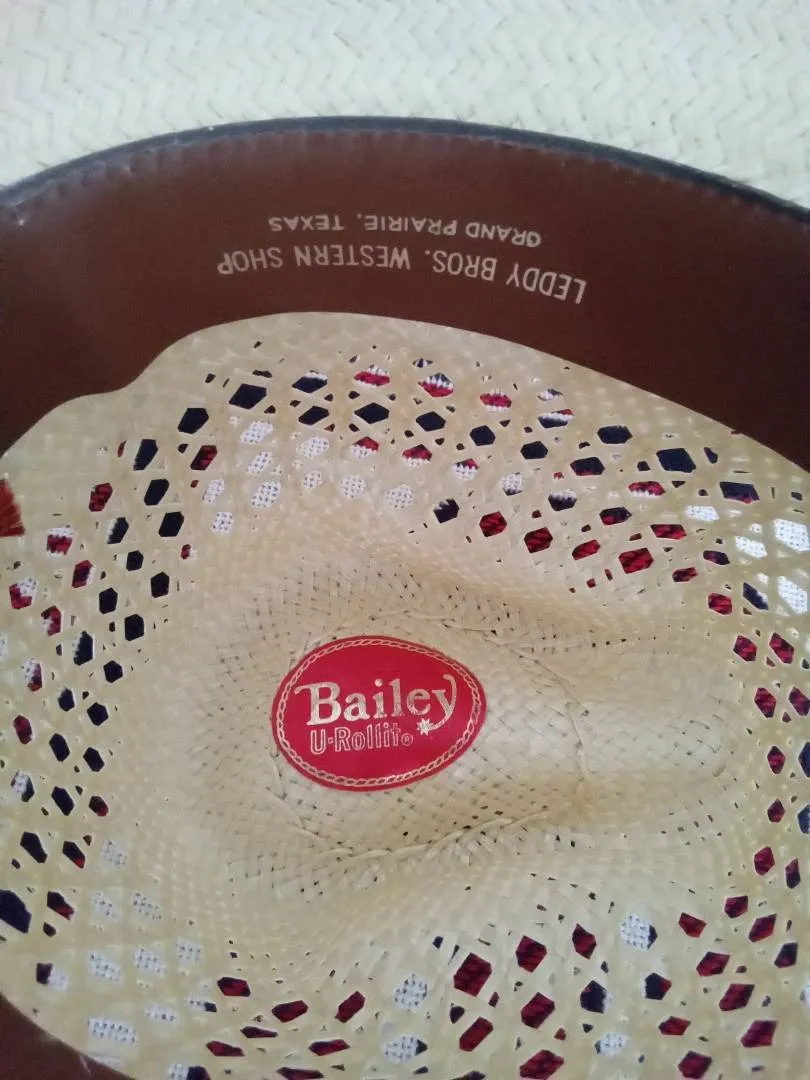 LEDDY BROS. WESTERN SHOP
GRAND PRAIRIE, TEXAS
Bailey
U-Rollit®